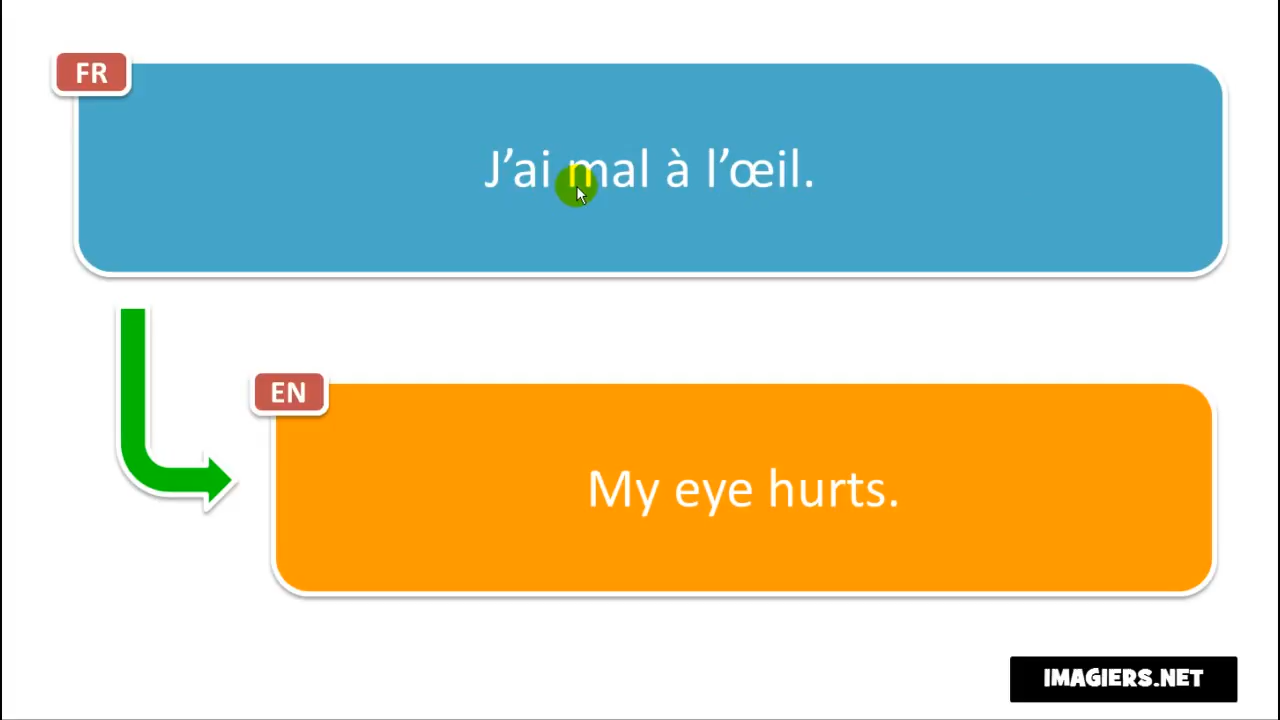 FR
J’ai mal à l’œil.
EN
My eye hurts.
IMAGIERS.NET